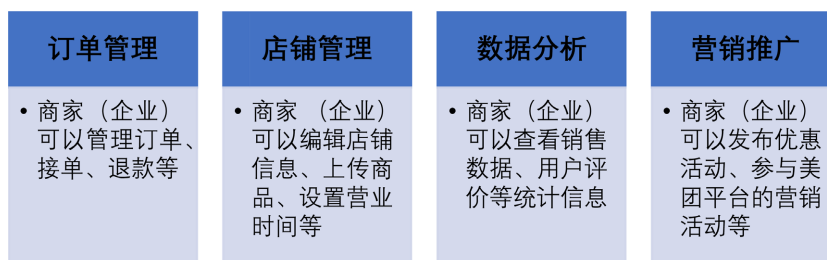 订单管理
• 商家（企业）
可以管理订单、
接单、退款等
店铺管理
• 商家 （企业）
可以编辑店铺
信息、上传商
品、设置营业
时间等
数据分析
• 商家（企业）
可以查看销售
数据、用户评
价等统计信息
营销推广
• 商家（企业）
可以发布优惠
活动、参与美
团平台的营销
活动等